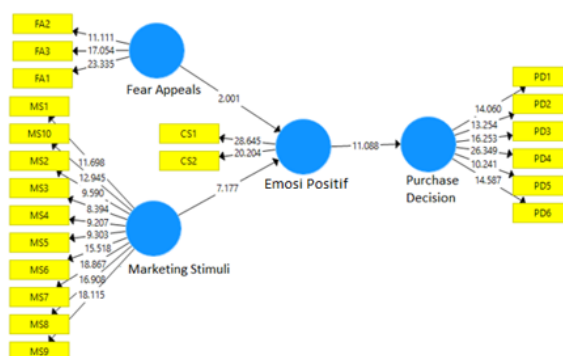 FA2
FA3
FA1
11.111
17.054
23.335
Fear Appeals
2.001
MS1
MS10
MS2
MS3
MS4
MS5
MS6
MS7
MS8
MS9
11.698
12.945
9.590
8.394
9.207
9.303
15.518
18.867
16.908
18.115
Marketing Stimuli
7.177
CS1
CS2
28.645
20.204
Emosi Positif
11.088
Purchase
Decision
14.060
13.254
16.253
26.349
10.241
14.587
PD1
PD2
PD3
PD4
PD5
PD6